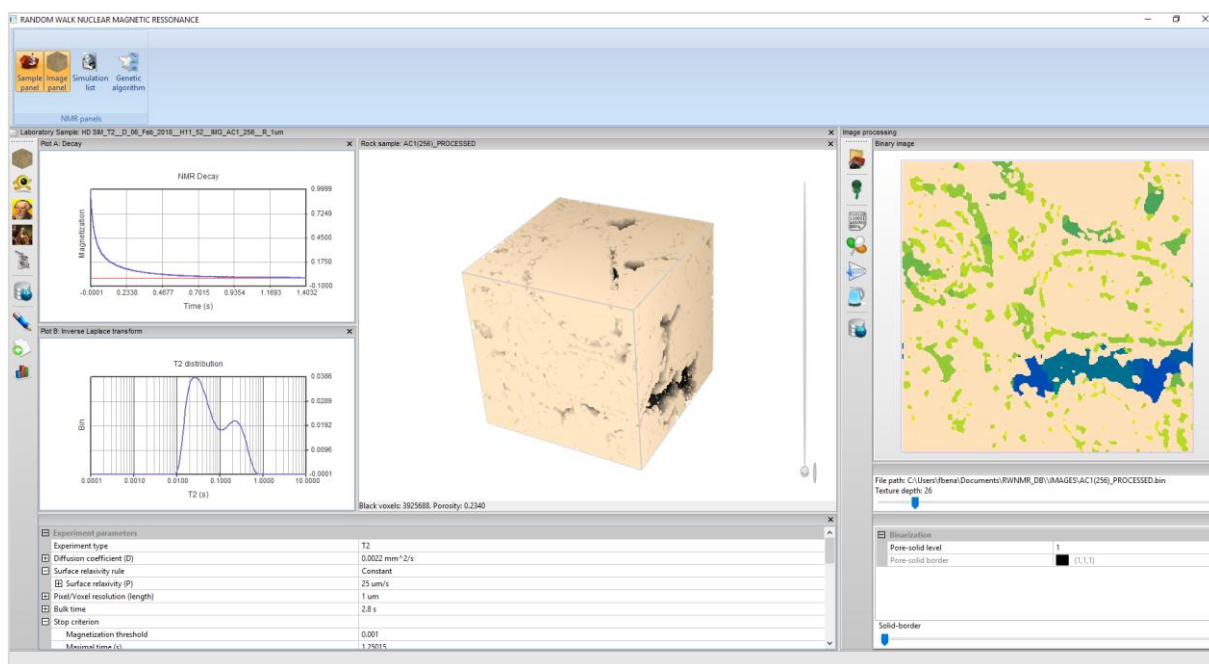 RANDOM WALK NUCLEAR MAGNETIC RESSONANCE
Sample panel
Image panel
Simulation list
Genetic algorithm
NMR panels
Laboratory Sample: HD SIM_T2__D_06_Feb_2018__H11_52__IMG_AC1_256__R_1um
Plot A: Decay
NMR Decay
Magnetization
0.9999
0.7249
0.4500
0.1750
-0.1000
-0.0001 0.2338 0.4677 0.7015 0.9354 1.1693 1.4032
Time (s)
Plot B: Inverse Laplace transform
T2 distribution
Bin
0.0386
0.0289
0.0192
0.0096
-0.0001
0.0001 0.0010 0.0100 0.1000 1.0000 10.0000
T2 (s)
Rock sample: AC1(256)_PROCESSED
Black voxels: 3925688. Porosity: 0.2340
Experiment parameters
Experiment type T2
Diffusion coefficient (D) 0.0022 mm^2/s
Surface relaxivity rule Constant
Surface relaxivity (P) 25 um/s
Pixel/Voxel resolution (length) 1 um
Bulk time 2.8 s
Stop criterion
Magnetization threshold 0.001
Maximal time (s) 1.25015
Image processing
Binary image
File path: C:\Users\fbena\Documents\RWNMR_DB\\IMAGES\AC1(256)_PROCESSED.bin
Texture depth: 26
Binarization
Pore-solid level 1
Pore-solid border (1,1,1)
Solid-border